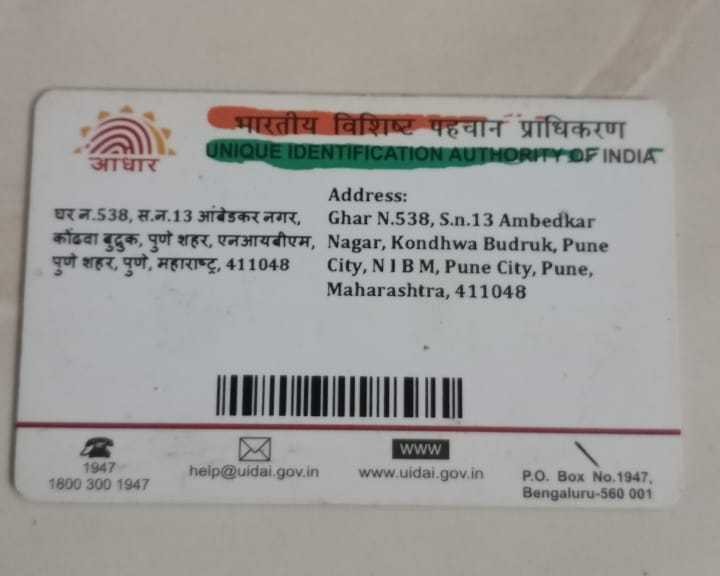 आधार
भारतीय विशिष्ट पहचान प्राधिकरण
UNIQUE IDENTIFICATION AUTHORITY OF INDIA
घर न.538, स.न.13 आंबेडकर नगर,
कोंढवा बुद्रुक, पुणे शहर, एनआयबीएम,
पुणे शहर, पुणे, महाराष्ट्र, 411048
Address:
Ghar N.538, S.n.13 Ambedkar
Nagar, Kondhwa Budruk, Pune
City, N I B M, Pune City, Pune,
Maharashtra, 411048
1947
1800 300 1947
help@uidai.gov.in
WWW
www.uidai.gov.in
P.O. Box No.1947,
Bengaluru-560 001